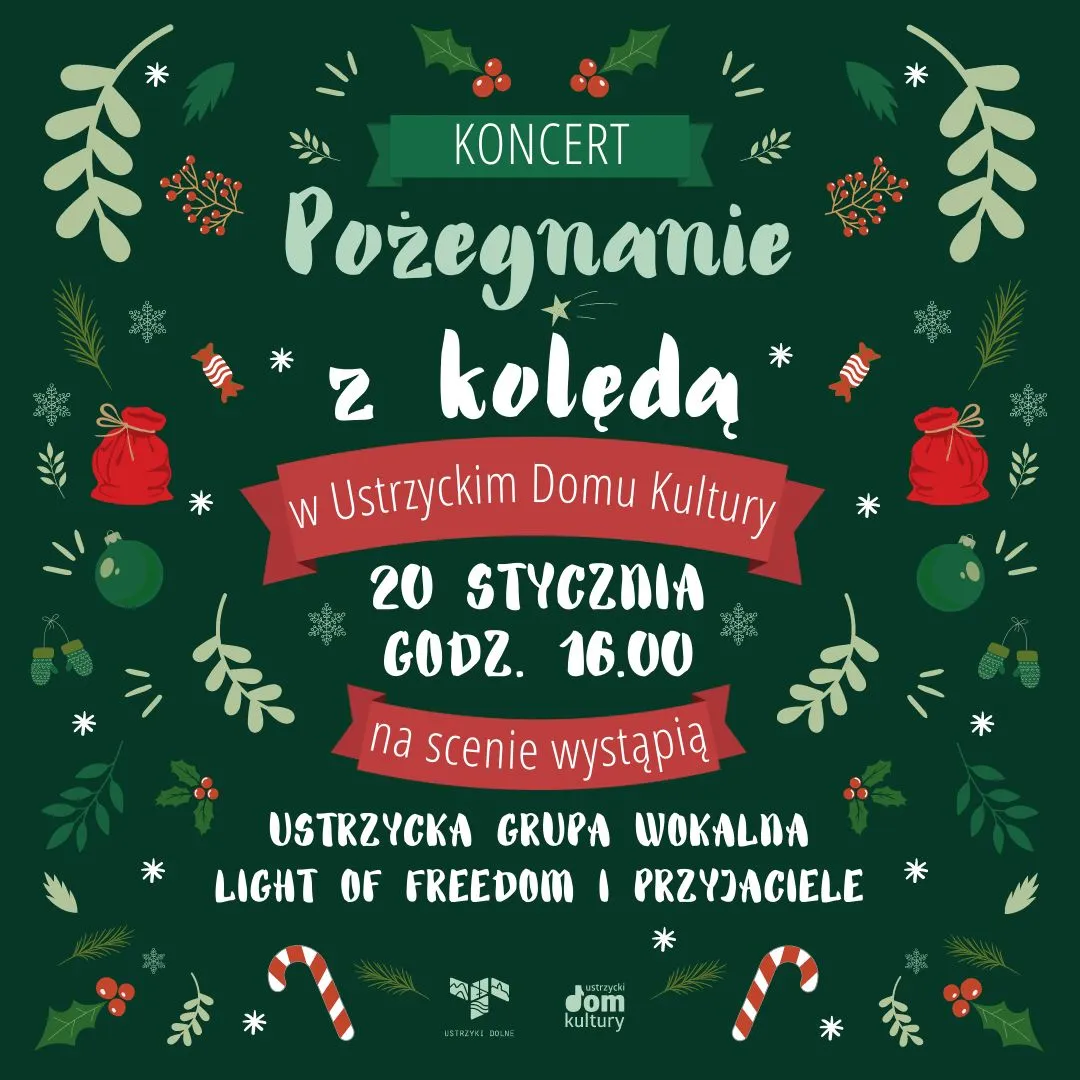 KONCERT
Pożegnanie
z kolędą
w Ustrzyckim Domu Kultury
20 STYCZNIA
GODZ. 16.00
na scenie wystąpią
USTRZYCKA GRUPA WOKALNA
LIGHT OF FREEDOM I PRZYJACIELE
USTRZYKI DOLNE
ustrzycki
dom
kultury